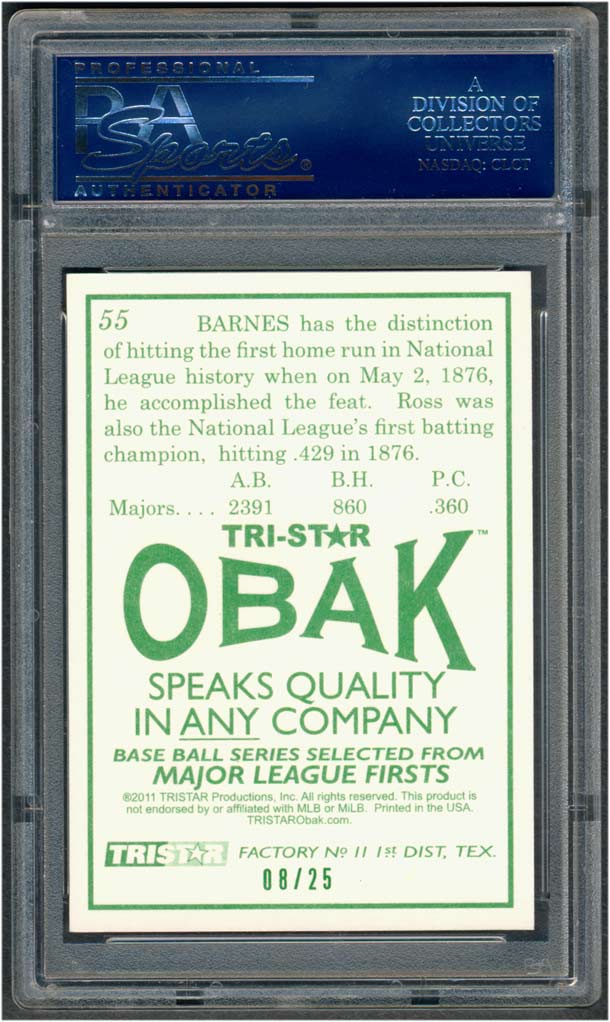 PROFESSIONAL
PSA
Sports®
AUTHENTICATOR
A
DIVISION OF
COLLECTORS
UNIVERSE
NASDAQ: CLCT
55 BARNES has the distinction
of hitting the first home run in National
League history when on May 2, 1876,
he accomplished the feat. Ross was
also the National League's first batting
champion, hitting .429 in 1876.
A.B. B.H. P.C.
Majors.... 2391 860 .360
TRI-ST★R
OBAK™
SPEAKS QUALITY
IN ANY COMPANY
BASE BALL SERIES SELECTED FROM
MAJOR LEAGUE FIRSTS
©2011 TRISTAR Productions, Inc. All rights reserved. This product is
not endorsed by or affiliated with MLB or MiLB. Printed in the USA.
TRISTARObak.com.
TRIST★R FACTORY No 11 1st DIST, TEX.
08/25